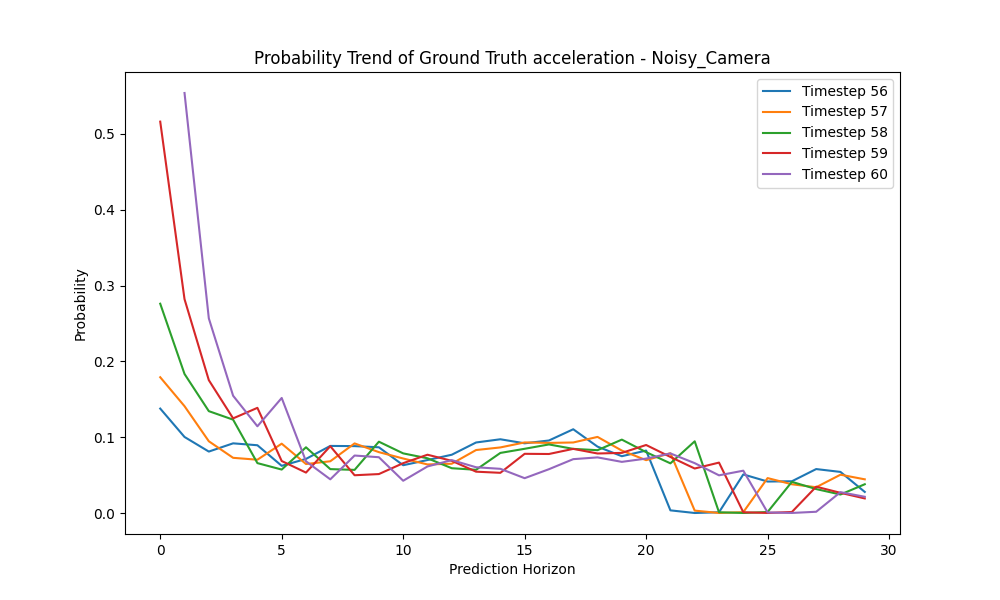 Probability Trend of Ground Truth acceleration - Noisy_Camera
Timestep 56
Timestep 57
Timestep 58
Timestep 59
Timestep 60
Probability
0.5
0.4
0.3
0.2
0.1
0.0
0 5 10 15 20 25 30
Prediction Horizon